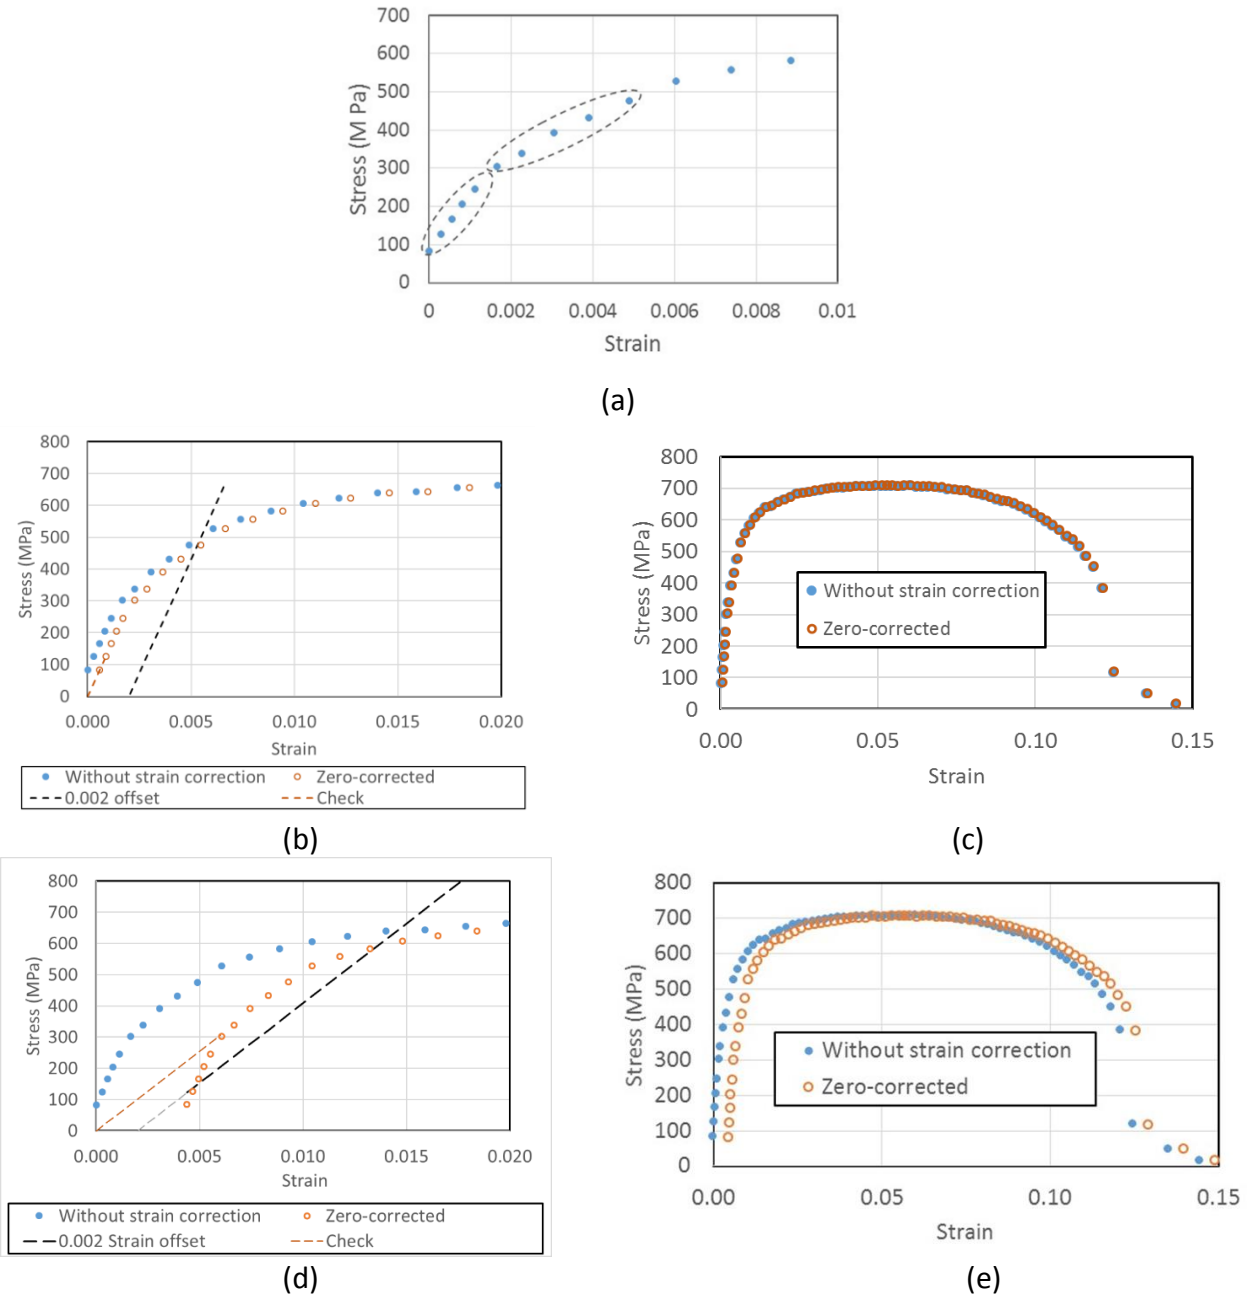 700
600
500
400
300
200
100
0
Stress (M Pa)
0 0.002 0.004 0.006 0.008 0.01
Strain
(a)
800
700
600
500
400
300
200
100
0
Stress (MPa)
0.000 0.005 0.010 0.015 0.020
Strain
Without strain correction Zero-corrected
0.002 offset Check
(b)
800
700
600
500
400
300
200
100
0
Stress (MPa)
Without strain correction
Zero-corrected
0.00 0.05 0.10 0.15
Strain
(c)
800
700
600
500
400
300
200
100
0
Stress (MPa)
0.000 0.005 0.010 0.015 0.020
Strain
Without strain correction Zero-corrected
0.002 Strain offset Check
(d)
800
700
600
500
400
300
200
100
0
Stress (MPa)
Without strain correction
Zero-corrected
0.00 0.05 0.10 0.15
Strain
(e)